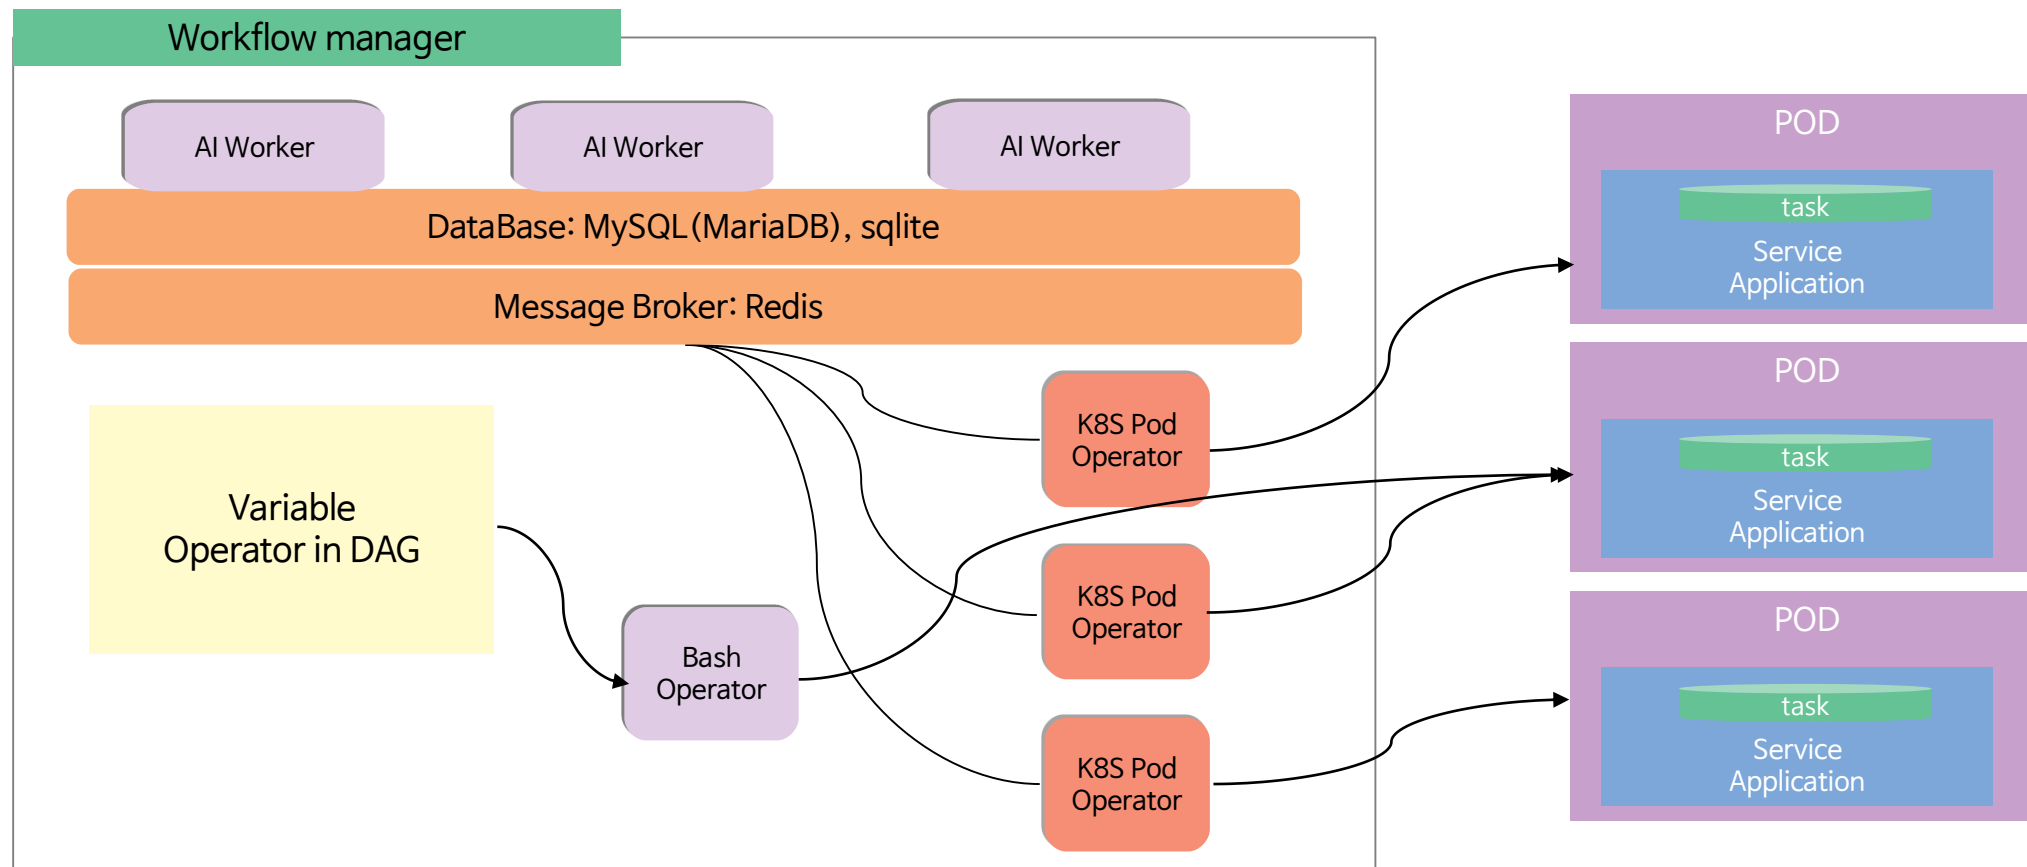 Workflow manager
AI Worker
AI Worker
AI Worker
DataBase: MySQL(MariaDB), sqlite
Message Broker: Redis
Variable
Operator in DAG
Bash
Operator
K8S Pod
Operator
K8S Pod
Operator
K8S Pod
Operator
POD
task
Service
Application
POD
task
Service
Application
POD
task
Service
Application